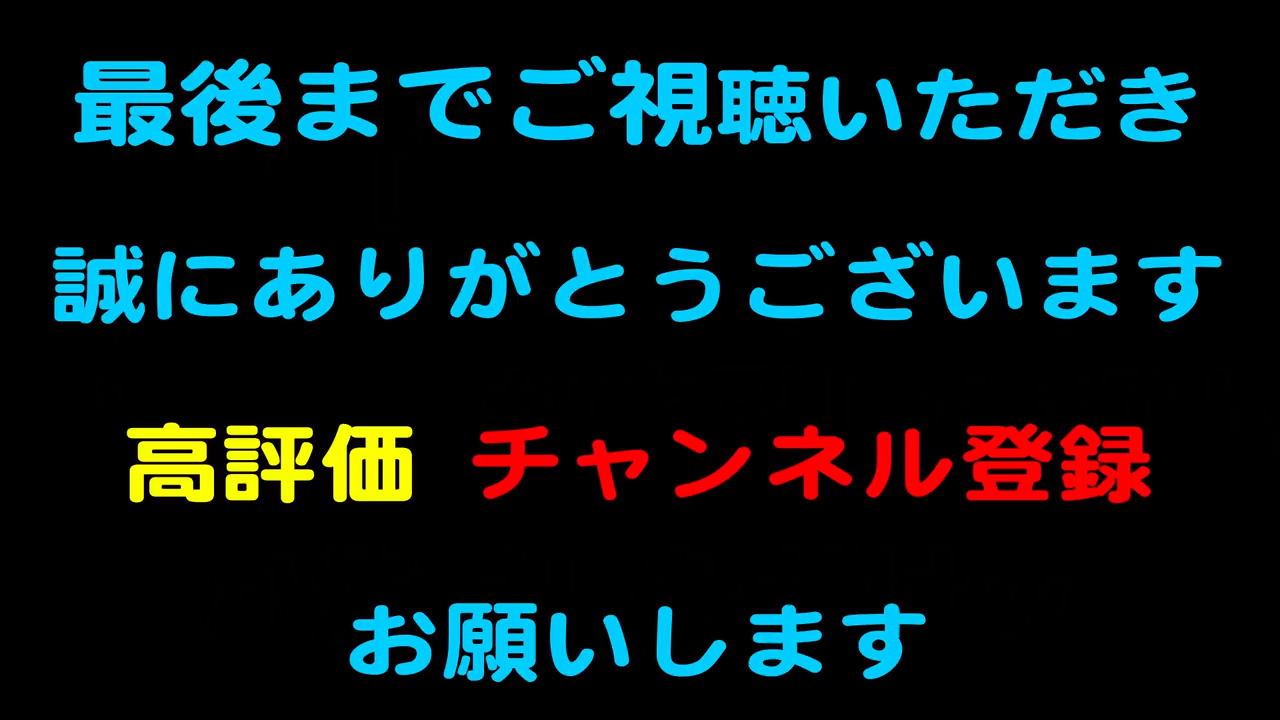 最後までご視聴いただき
誠にありがとうございます
高評価 チャンネル登録
お願いします